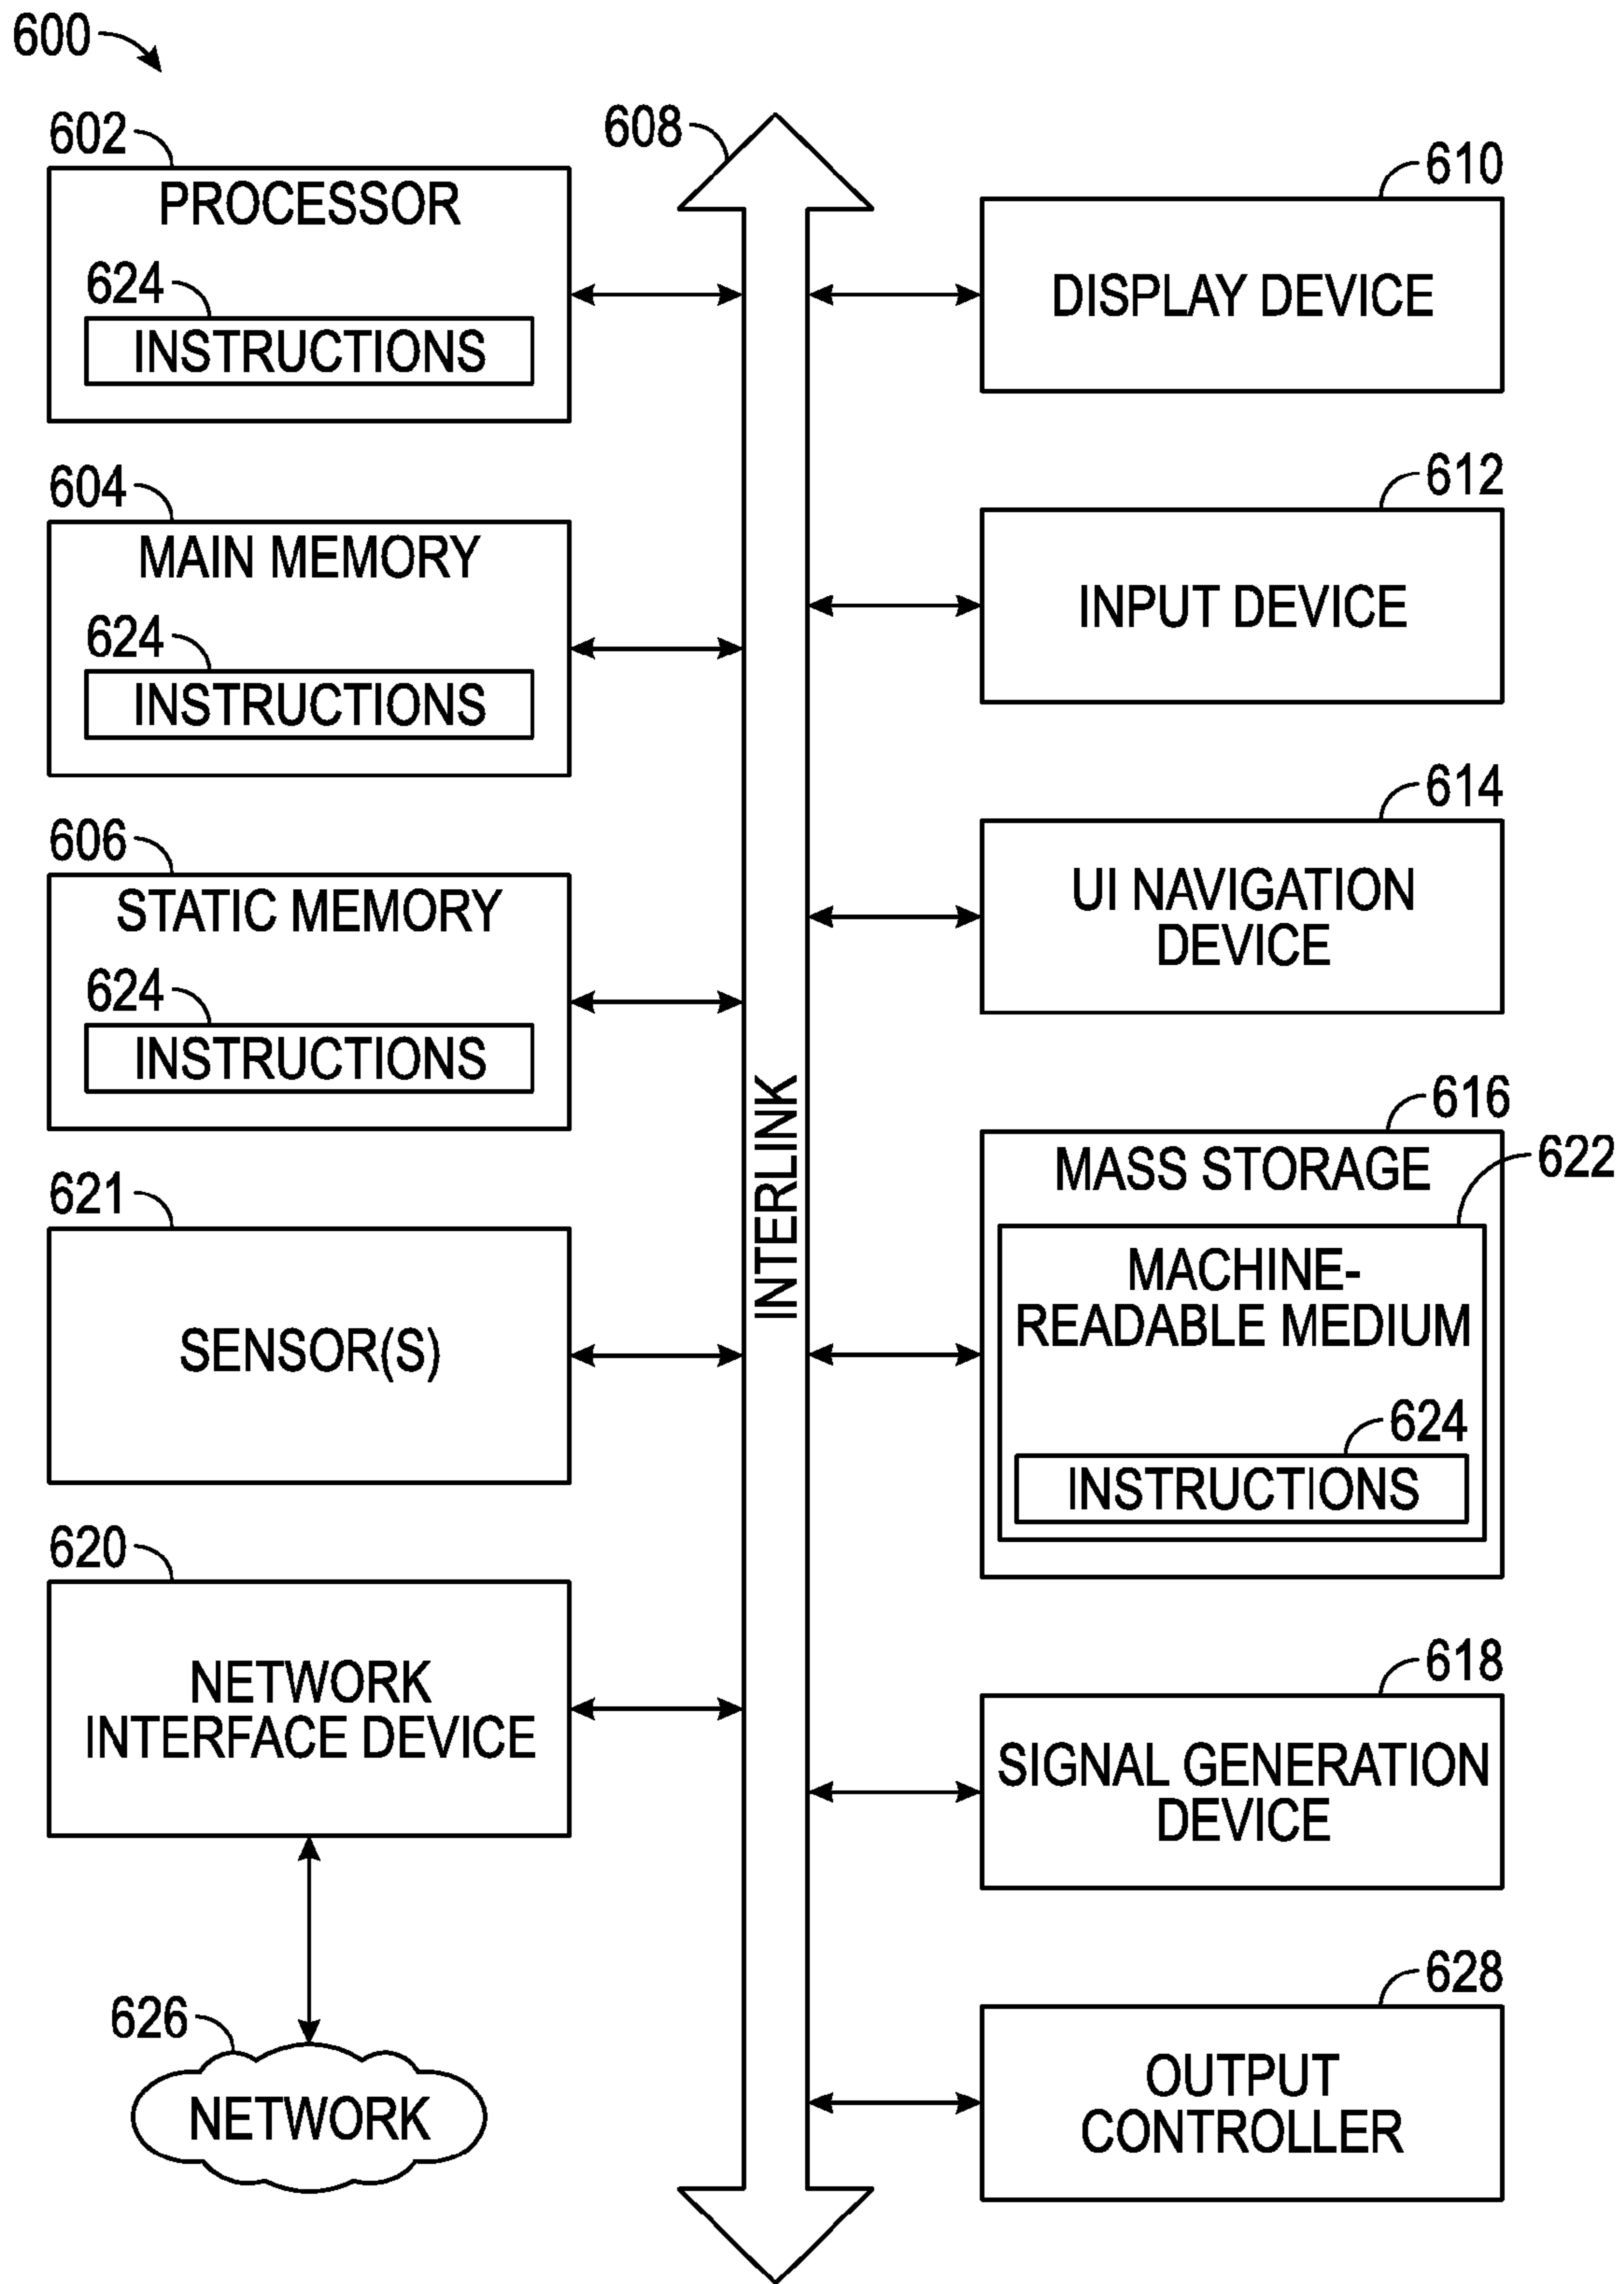 600
602
PROCESSOR
624
INSTRUCTIONS
604
MAIN MEMORY
624
INSTRUCTIONS
606
STATIC MEMORY
624
INSTRUCTIONS
621
SENSOR(S)
620
NETWORK
INTERFACE DEVICE
626
NETWORK
608
INTERLINK
610
DISPLAY DEVICE
612
INPUT DEVICE
614
UI NAVIGATION
DEVICE
616
MASS STORAGE
622
MACHINE-
READABLE MEDIUM
624
INSTRUCTIONS
618
SIGNAL GENERATION
DEVICE
628
OUTPUT
CONTROLLER